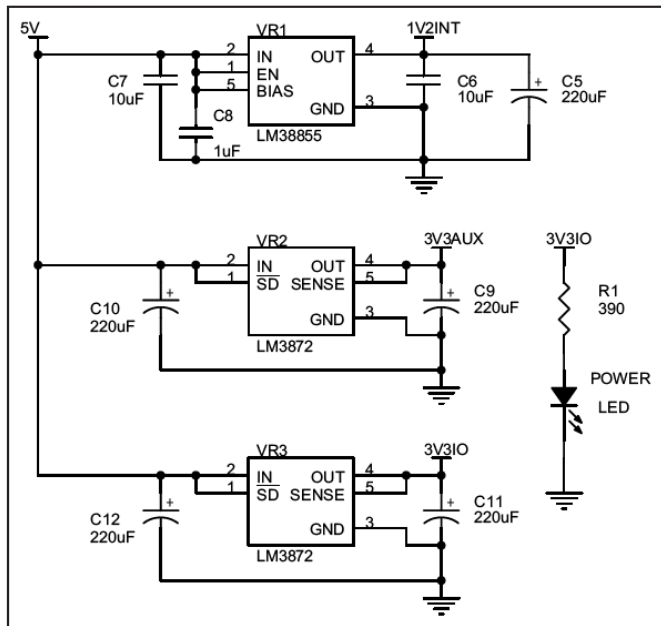 5V
VR1
2 IN OUT 4 1V2INT
1 EN
5 BIAS
GND 3
LM38855
C7
10uF
C8
1uF
C6
10uF
C5
220uF
VR2
2 IN OUT 4 3V3AUX
1 SD SENSE 5
GND 3
LM3872
C10
220uF
C9
220uF
3V3IO
R1
390
POWER
LED
VR3
2 IN OUT 4 3V3IO
1 SD SENSE 5
GND 3
LM3872
C12
220uF
C11
220uF